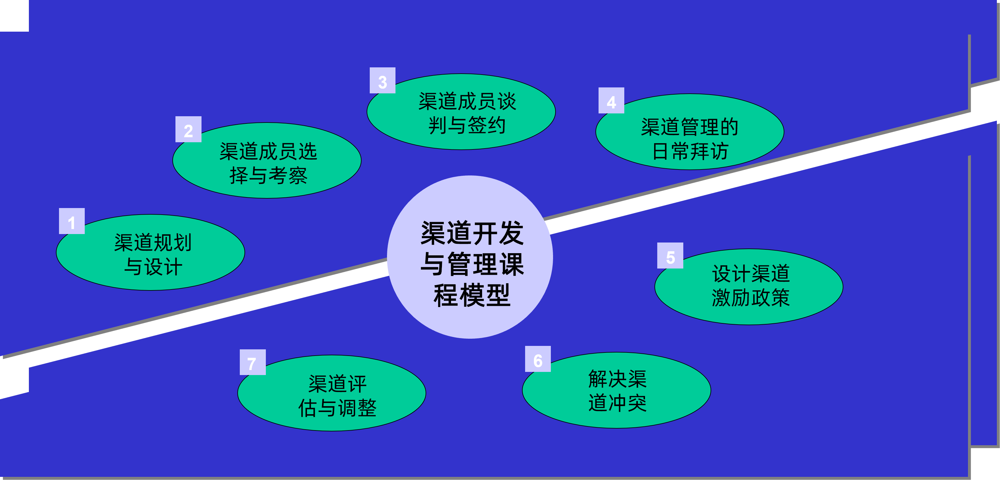 1
渠道规划
与设计
2
渠道成员选
择与考察
3
渠道成员谈
判与签约
4
渠道管理的
日常拜访
渠道开发
与管理课
程模型
5
设计渠道
激励政策
6
解决渠
道冲突
7
渠道评
估与调整